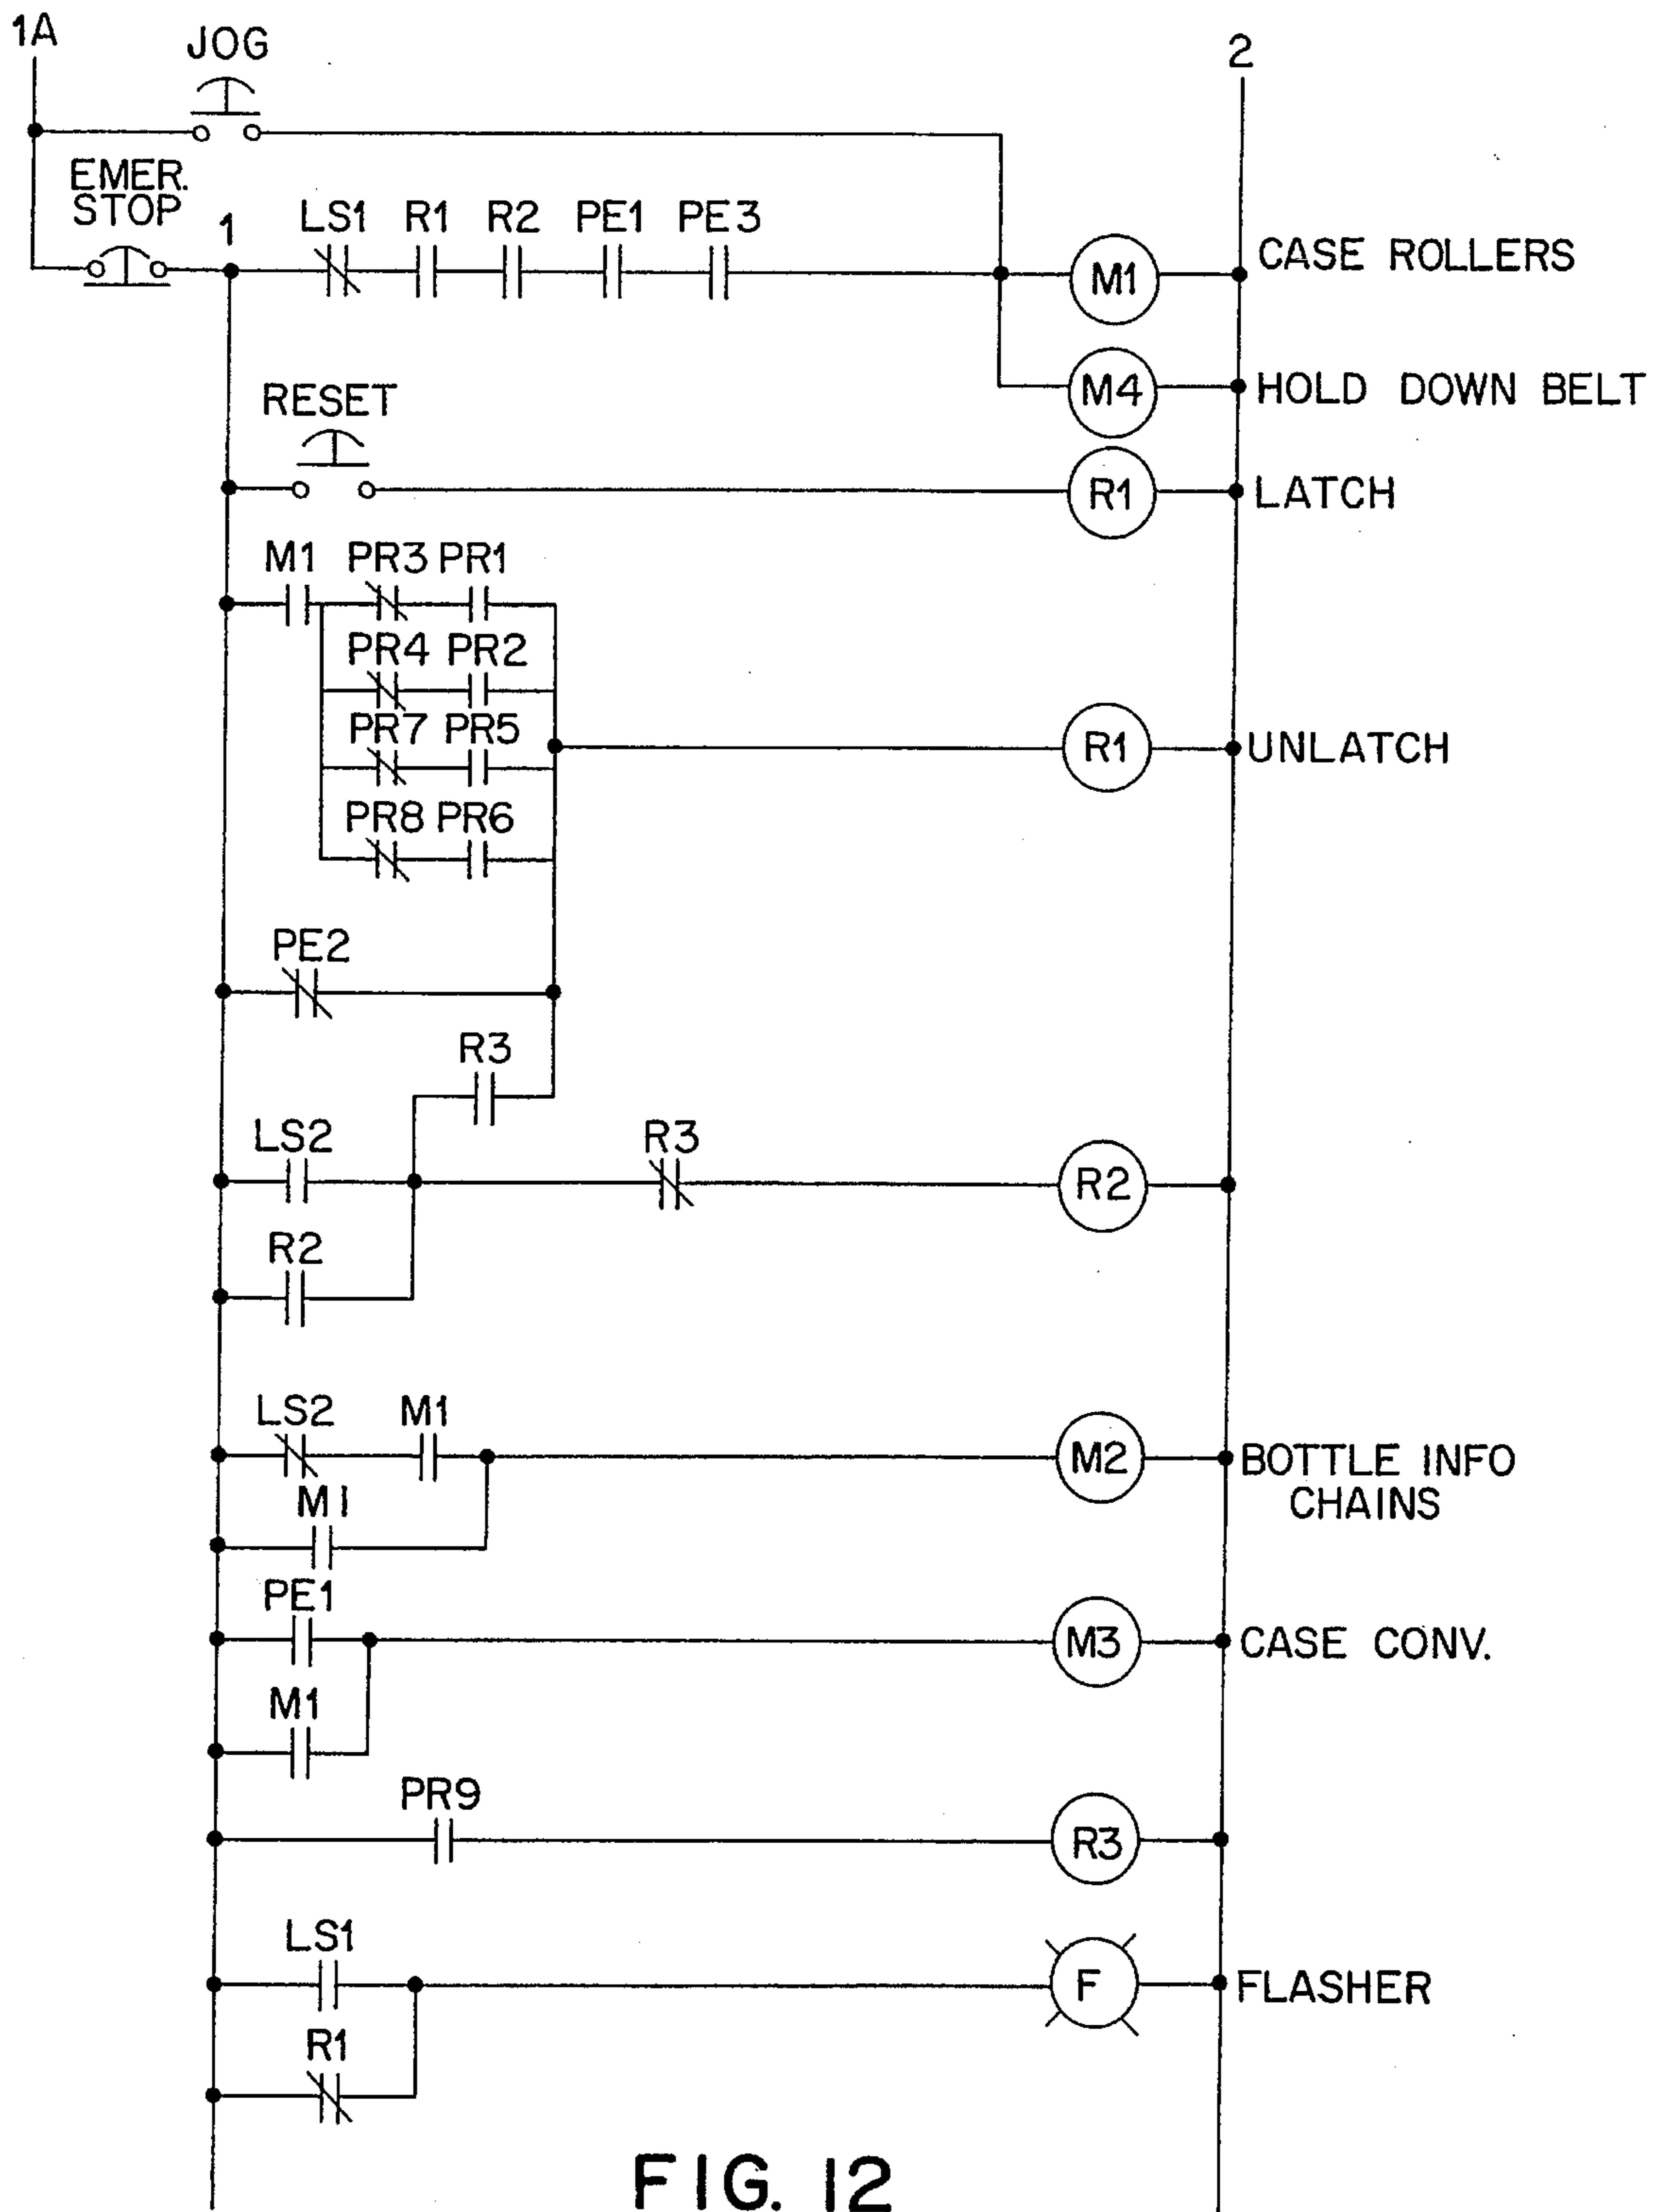 1A
JOG
2
EMER.
STOP
1
LS1 R1 R2 PE1 PE3
M1
CASE ROLLERS
M4
HOLD DOWN BELT
RESET
R1
LATCH
M1 PR3 PR1
PR4 PR2
PR7 PR5
R1
UNLATCH
PR8 PR6
PE2
R3
LS2
R3
R2
R2
LS2 M1
M2
BOTTLE INFO
CHAINS
M1
PE1
M3
CASE CONV.
M1
PR9
R3
LS1
F
FLASHER
R1
FIG. 12